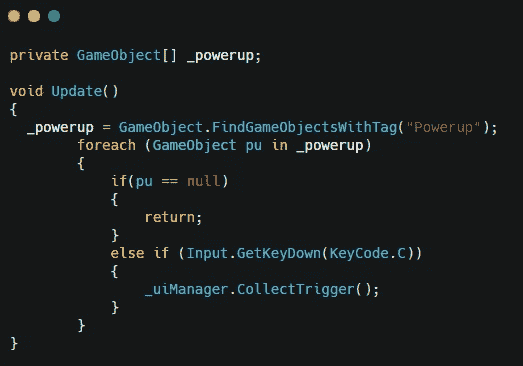 private GameObject[] _powerup;
void Update()
{
_powerup = GameObject.FindGameObjectsWithTag("Powerup");
foreach (GameObject pu in _powerup)
{
if(pu == null)
{
return;
}
else if (Input.GetKeyDown(KeyCode.C))
{
_uiManager.CollectTrigger();
}
}
}